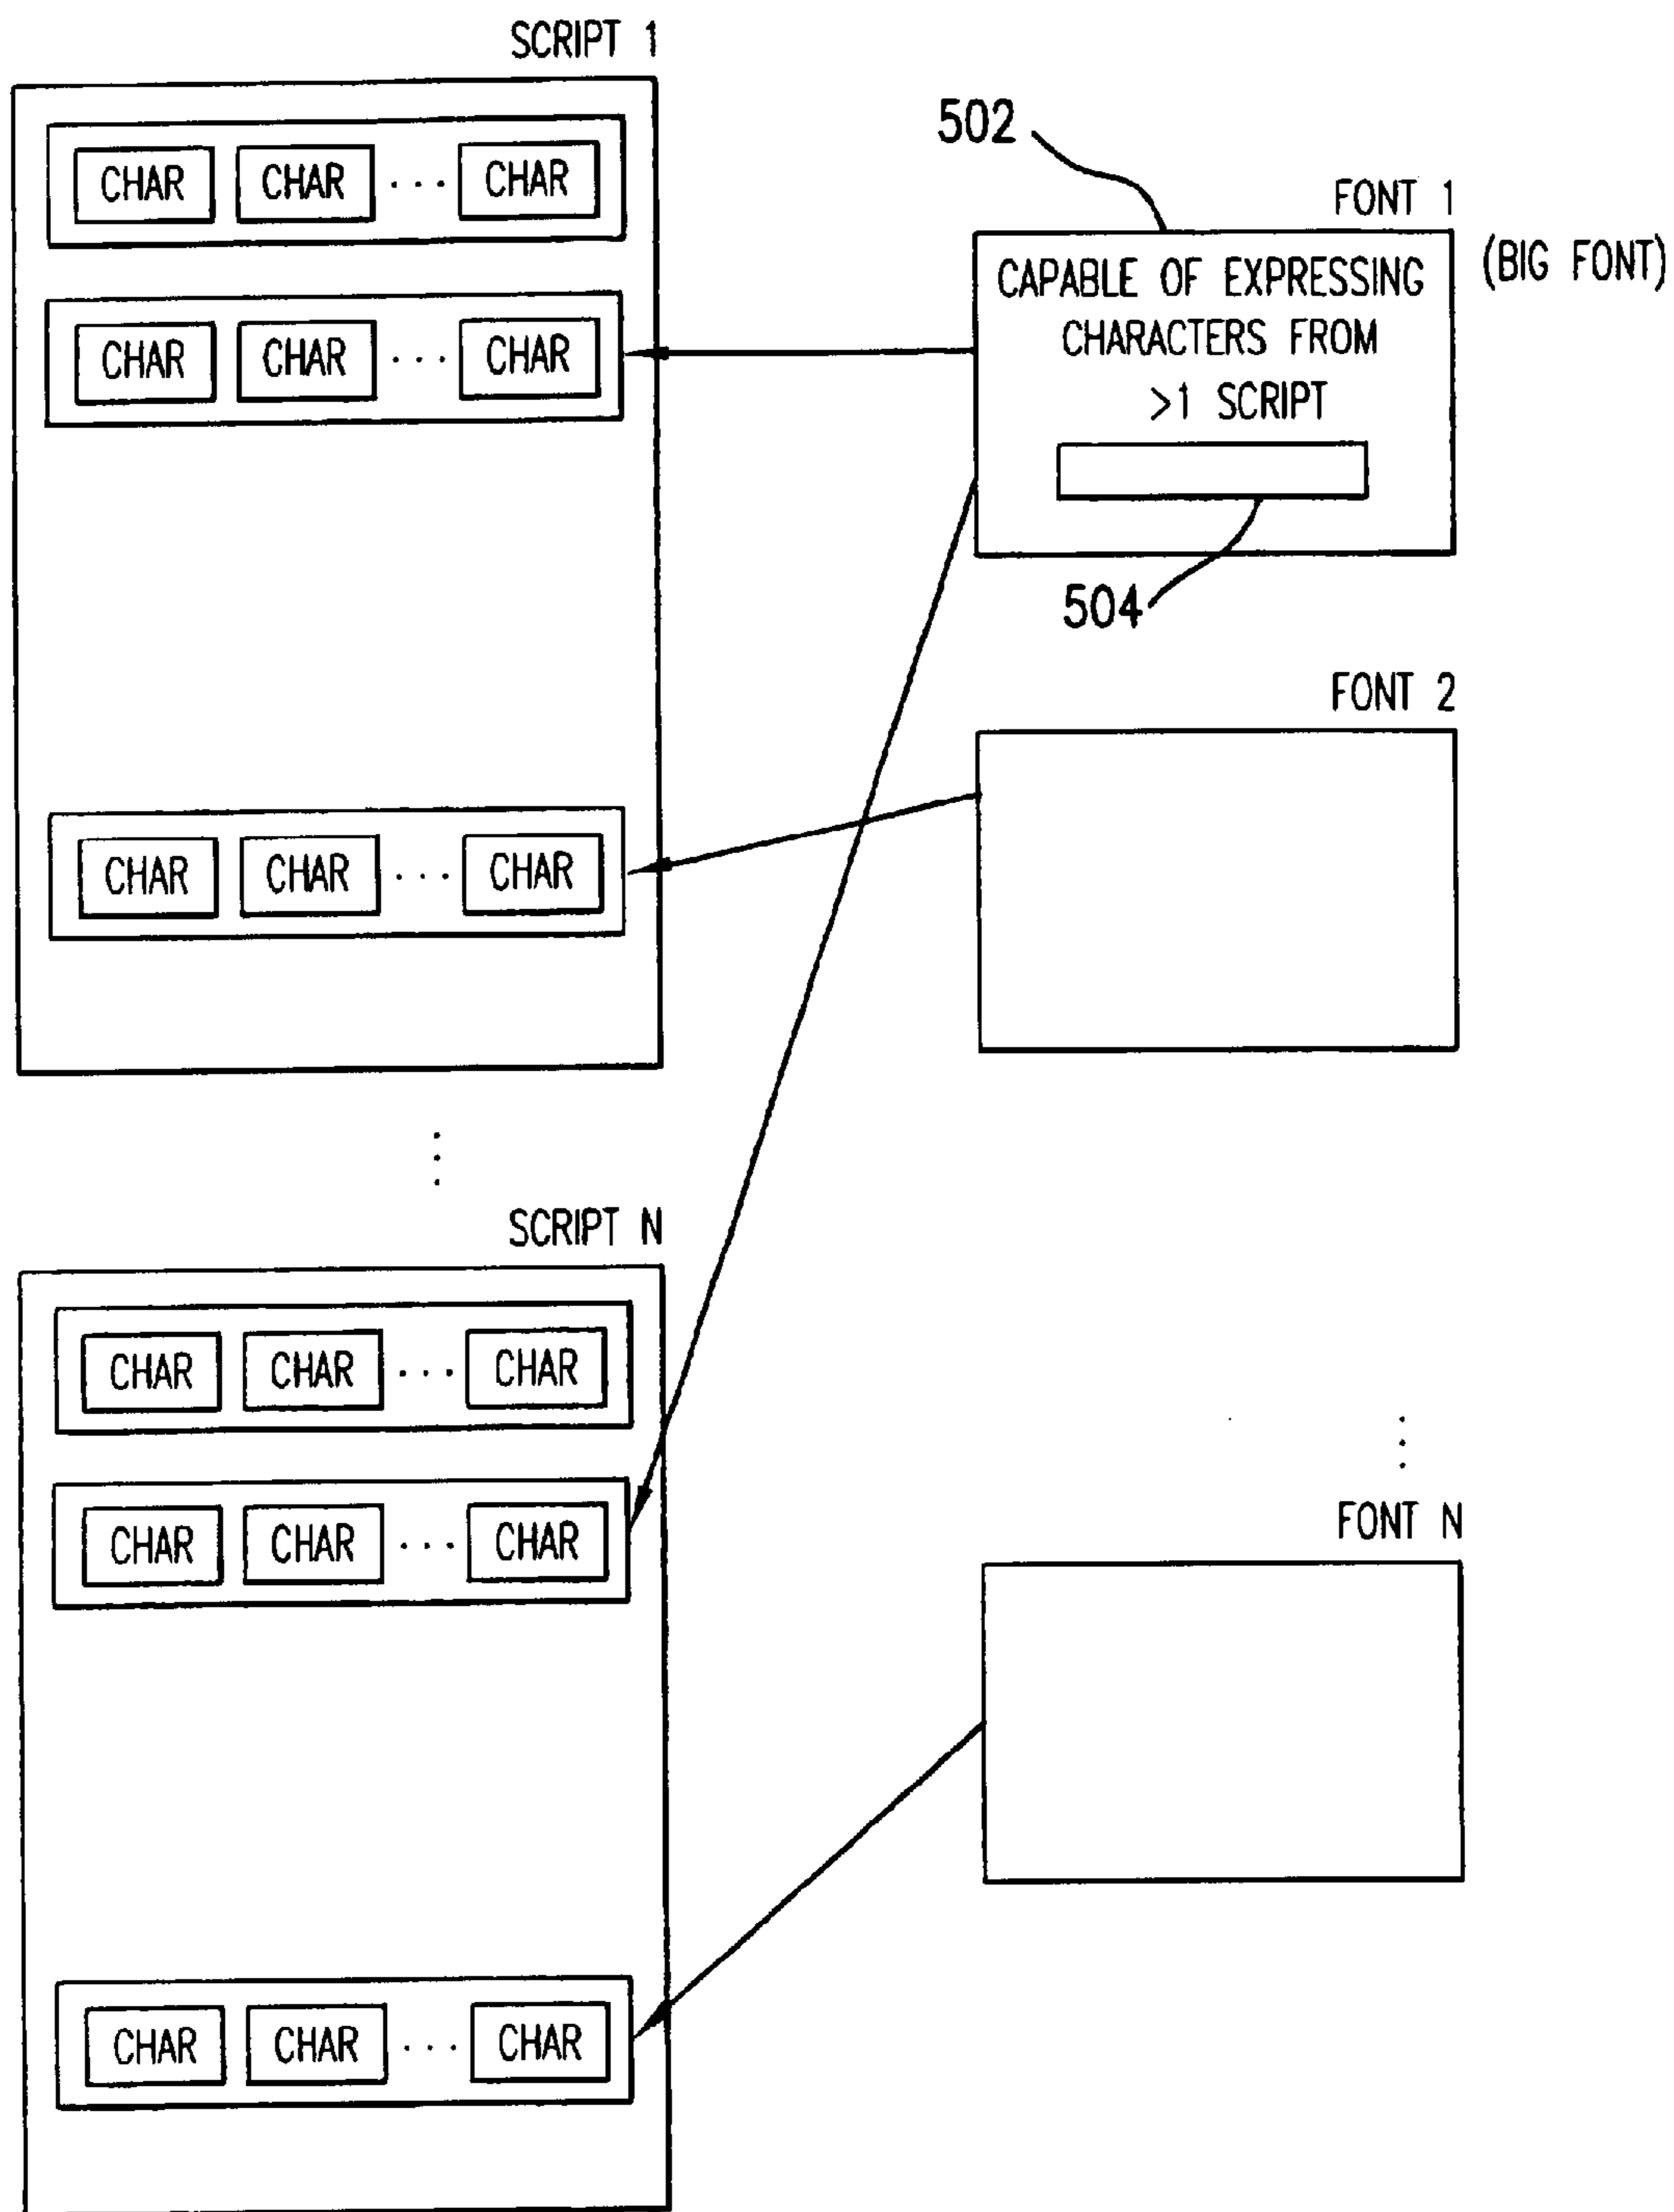 SCRIPT 1
CHAR CHAR ... CHAR
CHAR CHAR ... CHAR
CHAR CHAR ... CHAR
502
FONT 1
(BIG FONT)
CAPABLE OF EXPRESSING
CHARACTERS FROM
>1 SCRIPT
504
FONT 2
SCRIPT N
CHAR CHAR ... CHAR
CHAR CHAR ... CHAR
CHAR CHAR ... CHAR
FONT N